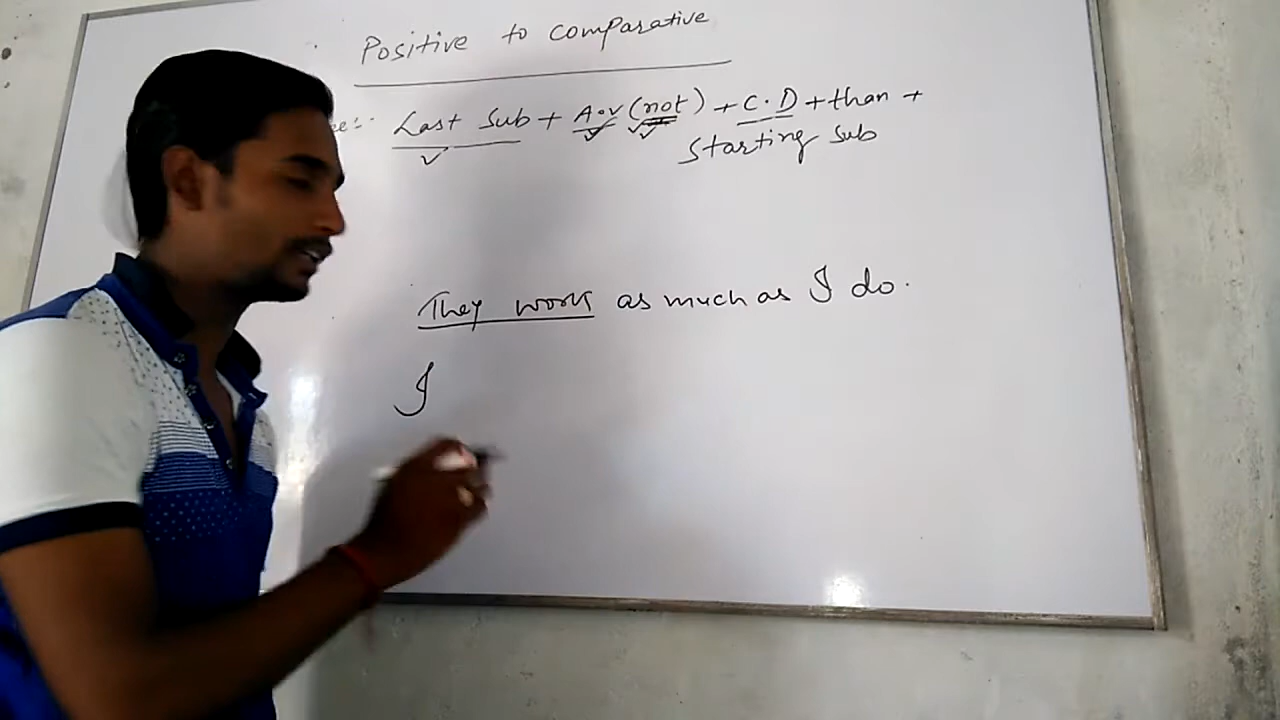 Positive to comparative
Last Sub + A.V (not) + C.D + than +
Starting Sub
They work as much as I do.
I